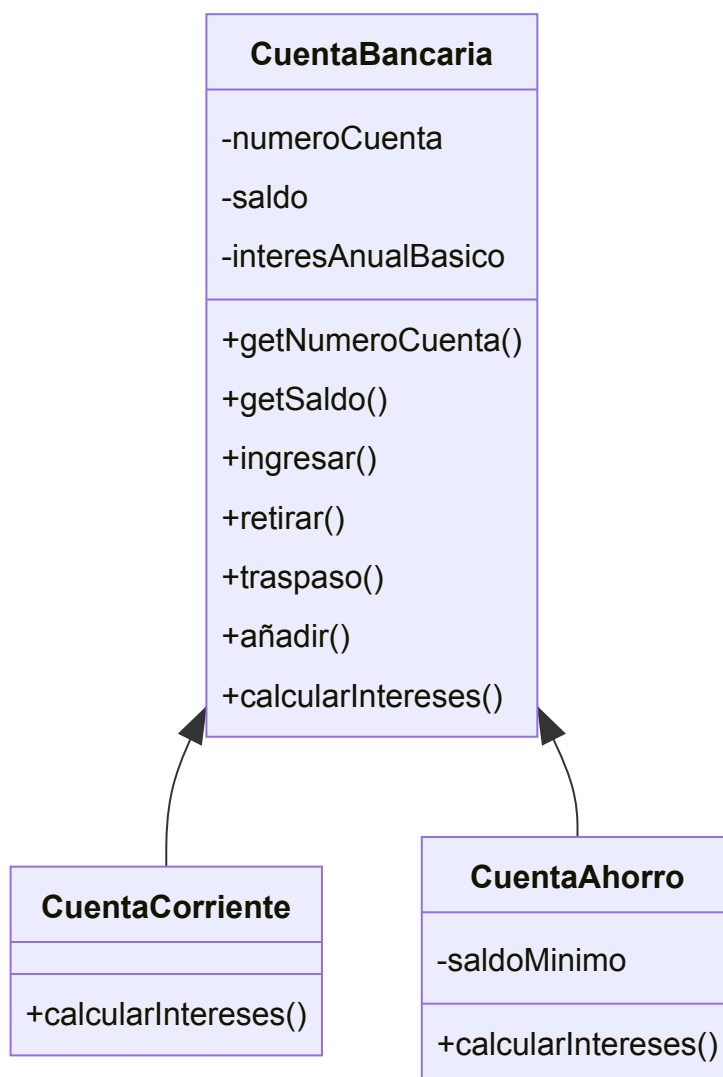 CuentaBancaria
-numeroCuenta
-saldo
-interesAnualBasico
+getNumeroCuenta()
+getSaldo()
+ingresar()
+retirar()
+traspaso()
+añadir()
+calcularIntereses()
CuentaCorriente
+calcularIntereses()
CuentaAhorro
-saldoMinimo
+calcularIntereses()